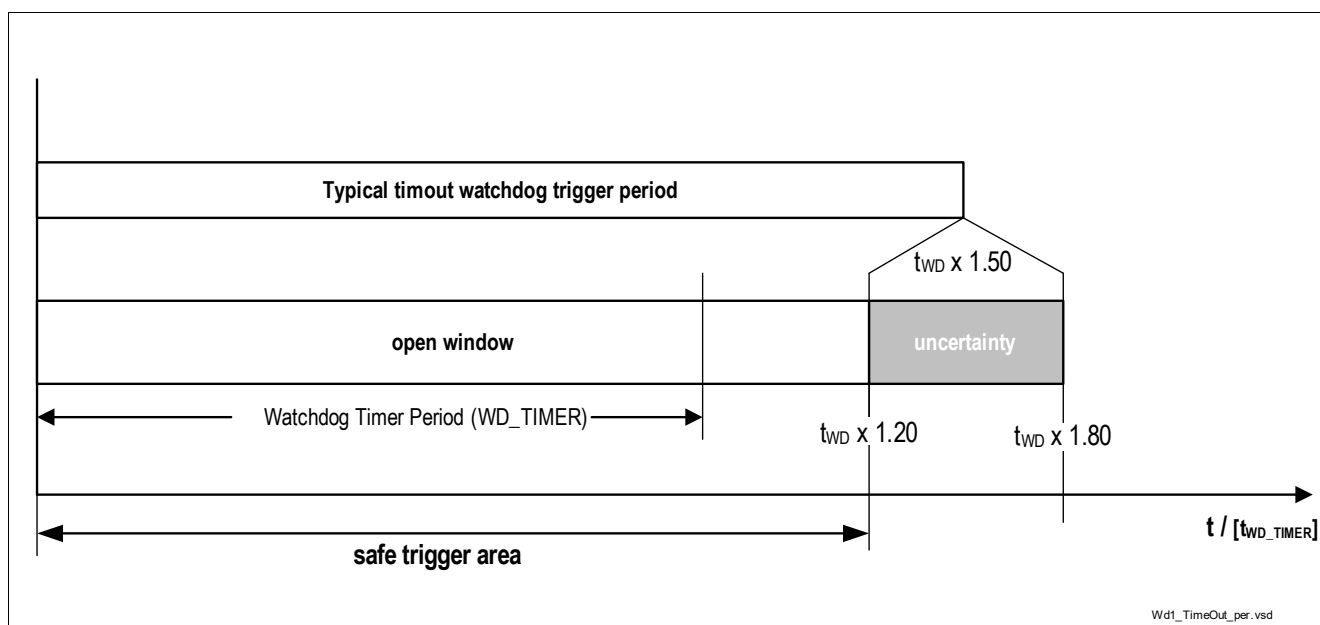 Typical timout watchdog trigger period
tWD x 1.50
open window
uncertainty
Watchdog Timer Period (WD_TIMER)
tWD x 1.20
tWD x 1.80
t / [tWD_TIMER]
safe trigger area
Wd1_TimeOut_per.vsd